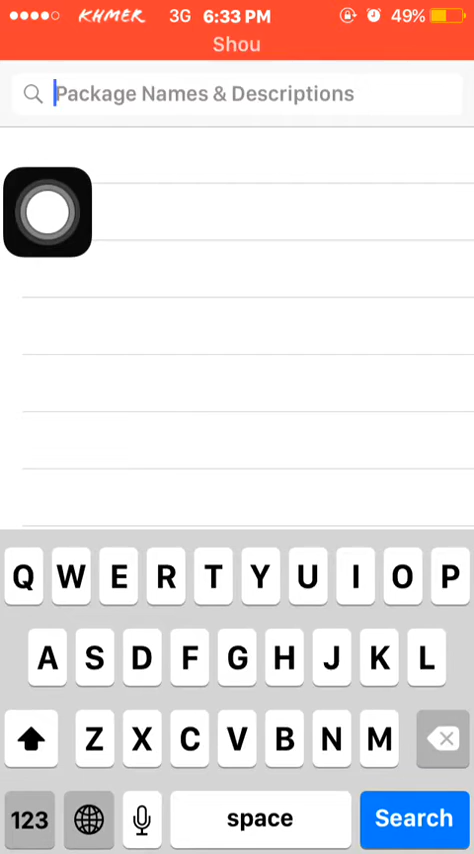 KHMER 3G 6:33 PM 49%
Shou
Package Names & Descriptions
Q W E R T Y U I O P
A S D F G H J K L
Z X C V B N M
123 space Search